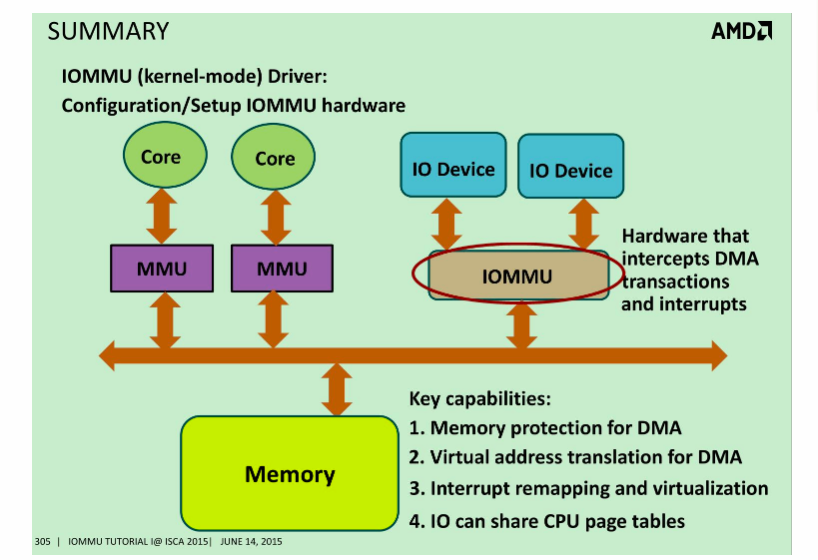 SUMMARY
AMD
IOMMU (kernel-mode) Driver:
Configuration/Setup IOMMU hardware
Core
Core
IO Device
IO Device
MMU
MMU
IOMMU
Hardware that
intercepts DMA
transactions
and interrupts
Memory
Key capabilities:
1. Memory protection for DMA
2. Virtual address translation for DMA
3. Interrupt remapping and virtualization
4. IO can share CPU page tables
305 | IOMMU TUTORIAL I@ ISCA 2015| JUNE 14, 2015